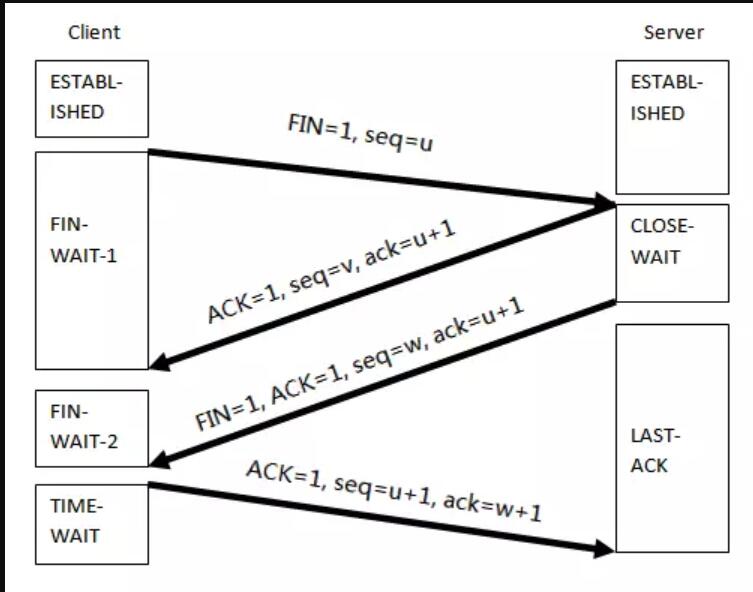 Client
Server
ESTABL-
ISHED
ESTABL-
ISHED
FIN=1, seq=u
FIN-
WAIT-1
CLOSE-
WAIT
ACK=1, seq=v, ack=u+1
FIN=1, ACK=1, seq=w, ack=u+1
FIN-
WAIT-2
LAST-
ACK
ACK=1, seq=u+1, ack=w+1
TIME-
WAIT